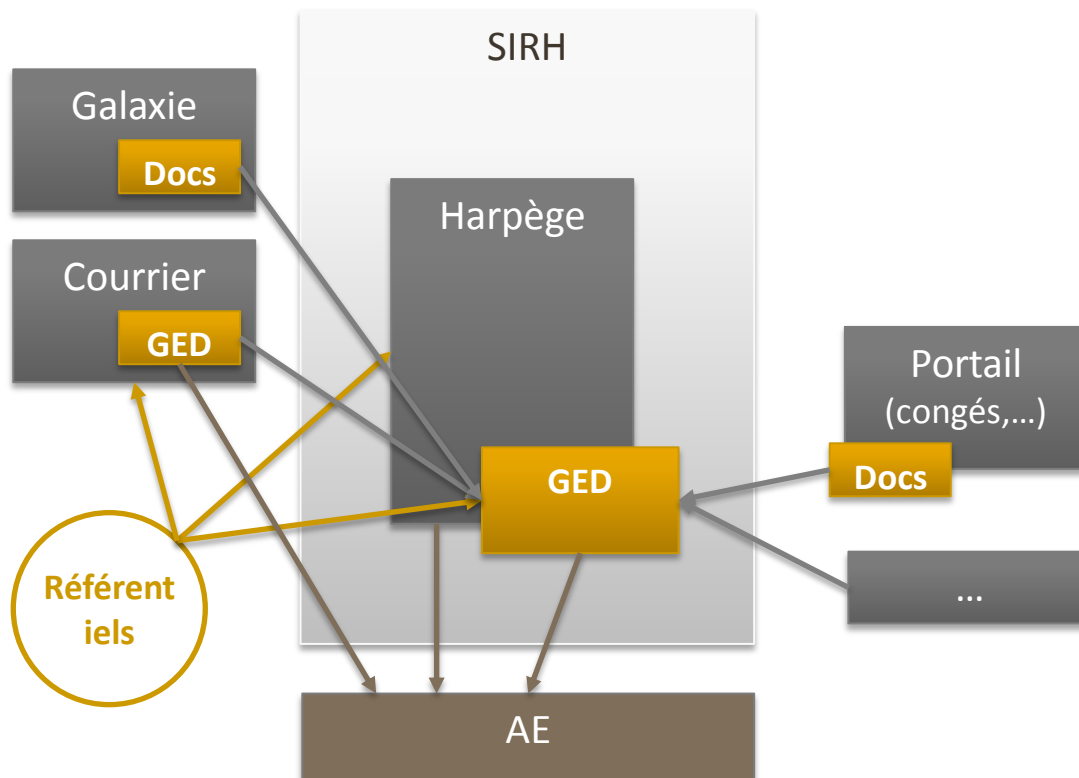 SIRH
Galaxie
Docs
Harpège
Courrier
GED
Portail
(congés,...)
Docs
GED
Référent
iels
...
AE